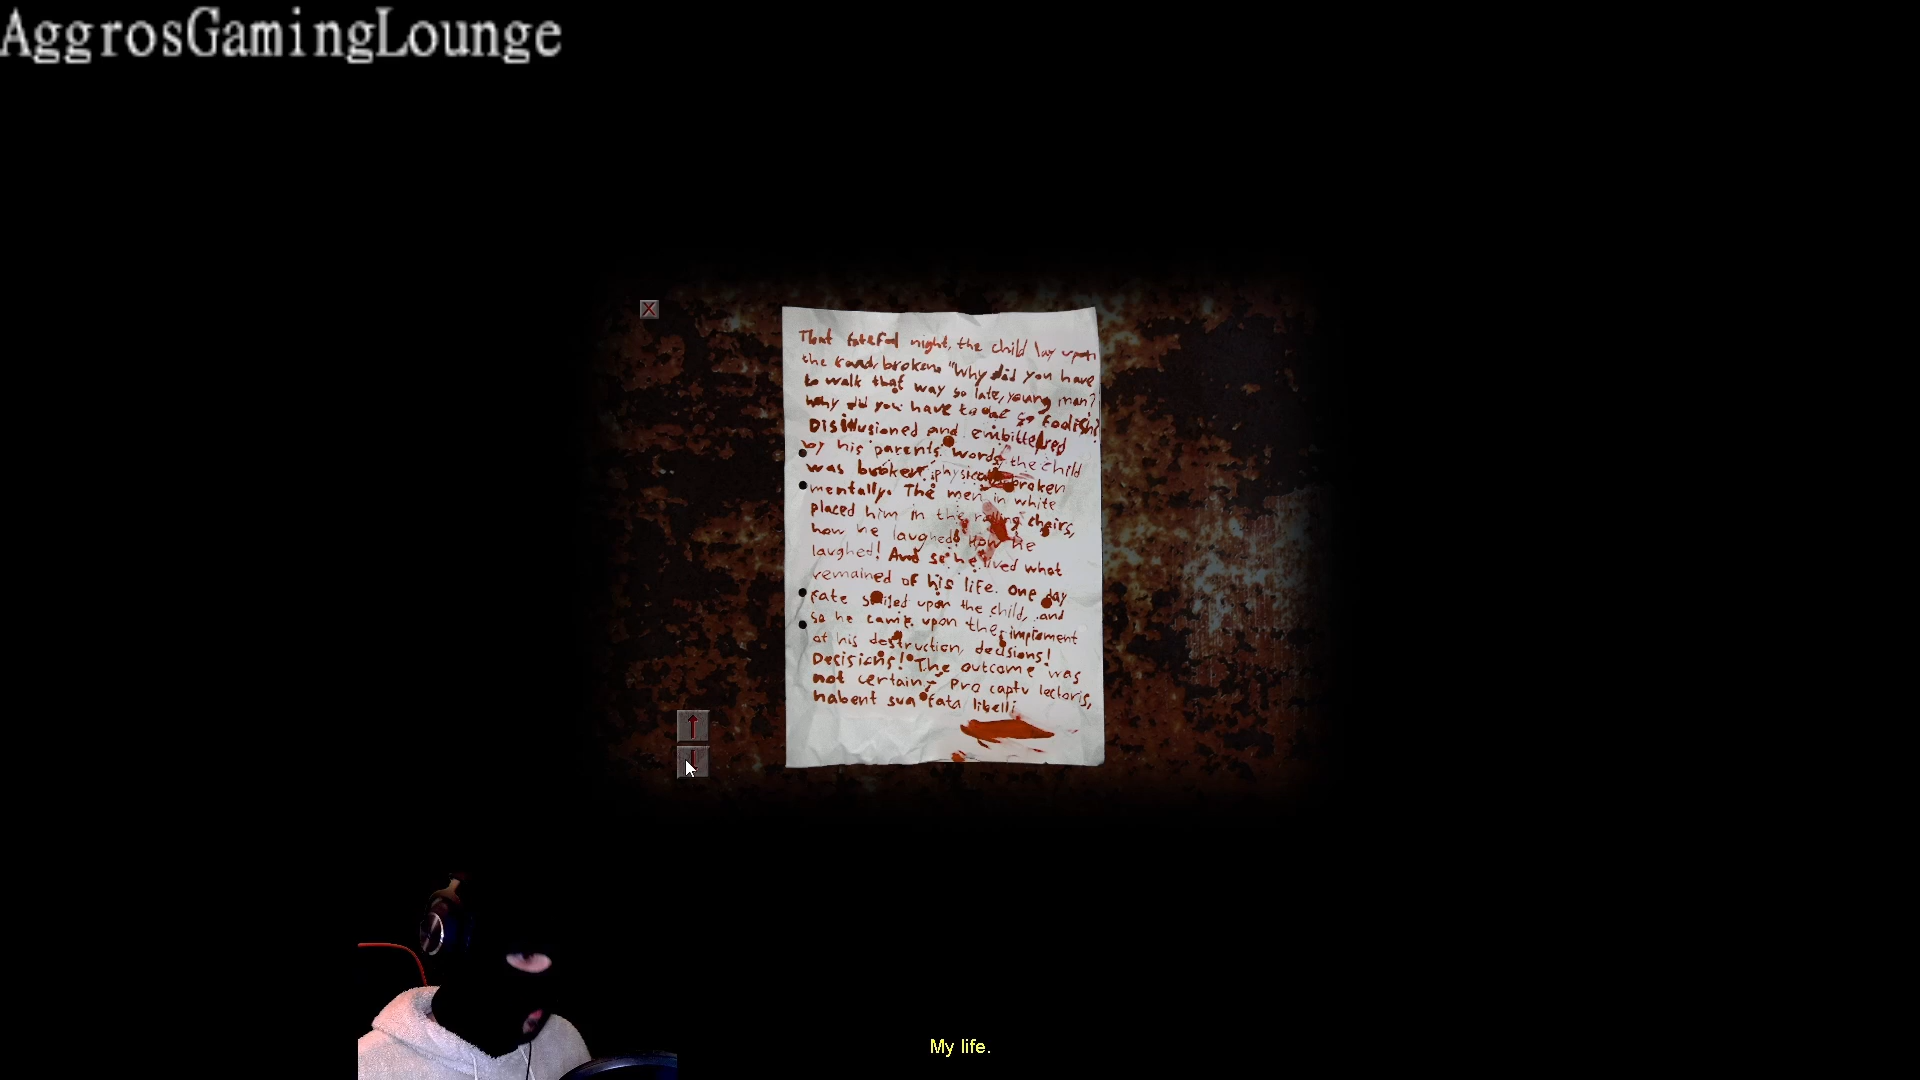 AggrosGamingLounge
X
That fateful night, the child lay upon
the road, broken. "Why did you have
to walk that way so late, young man?
Why did you have to be so foolish?
Disillusioned and embittered
by his parents' words, the child
was broken physically, broken
mentally. The men in white
placed him in the rolling chairs,
how he laughed! How he
laughed! And so he lived what
remained of his life. One day
fate smiled upon the child, and
so he came upon the implement
of his destruction, decisions!
Decisions! The outcome was
not certain- Pro captu lectoris,
habent sua fata libelli
My life.